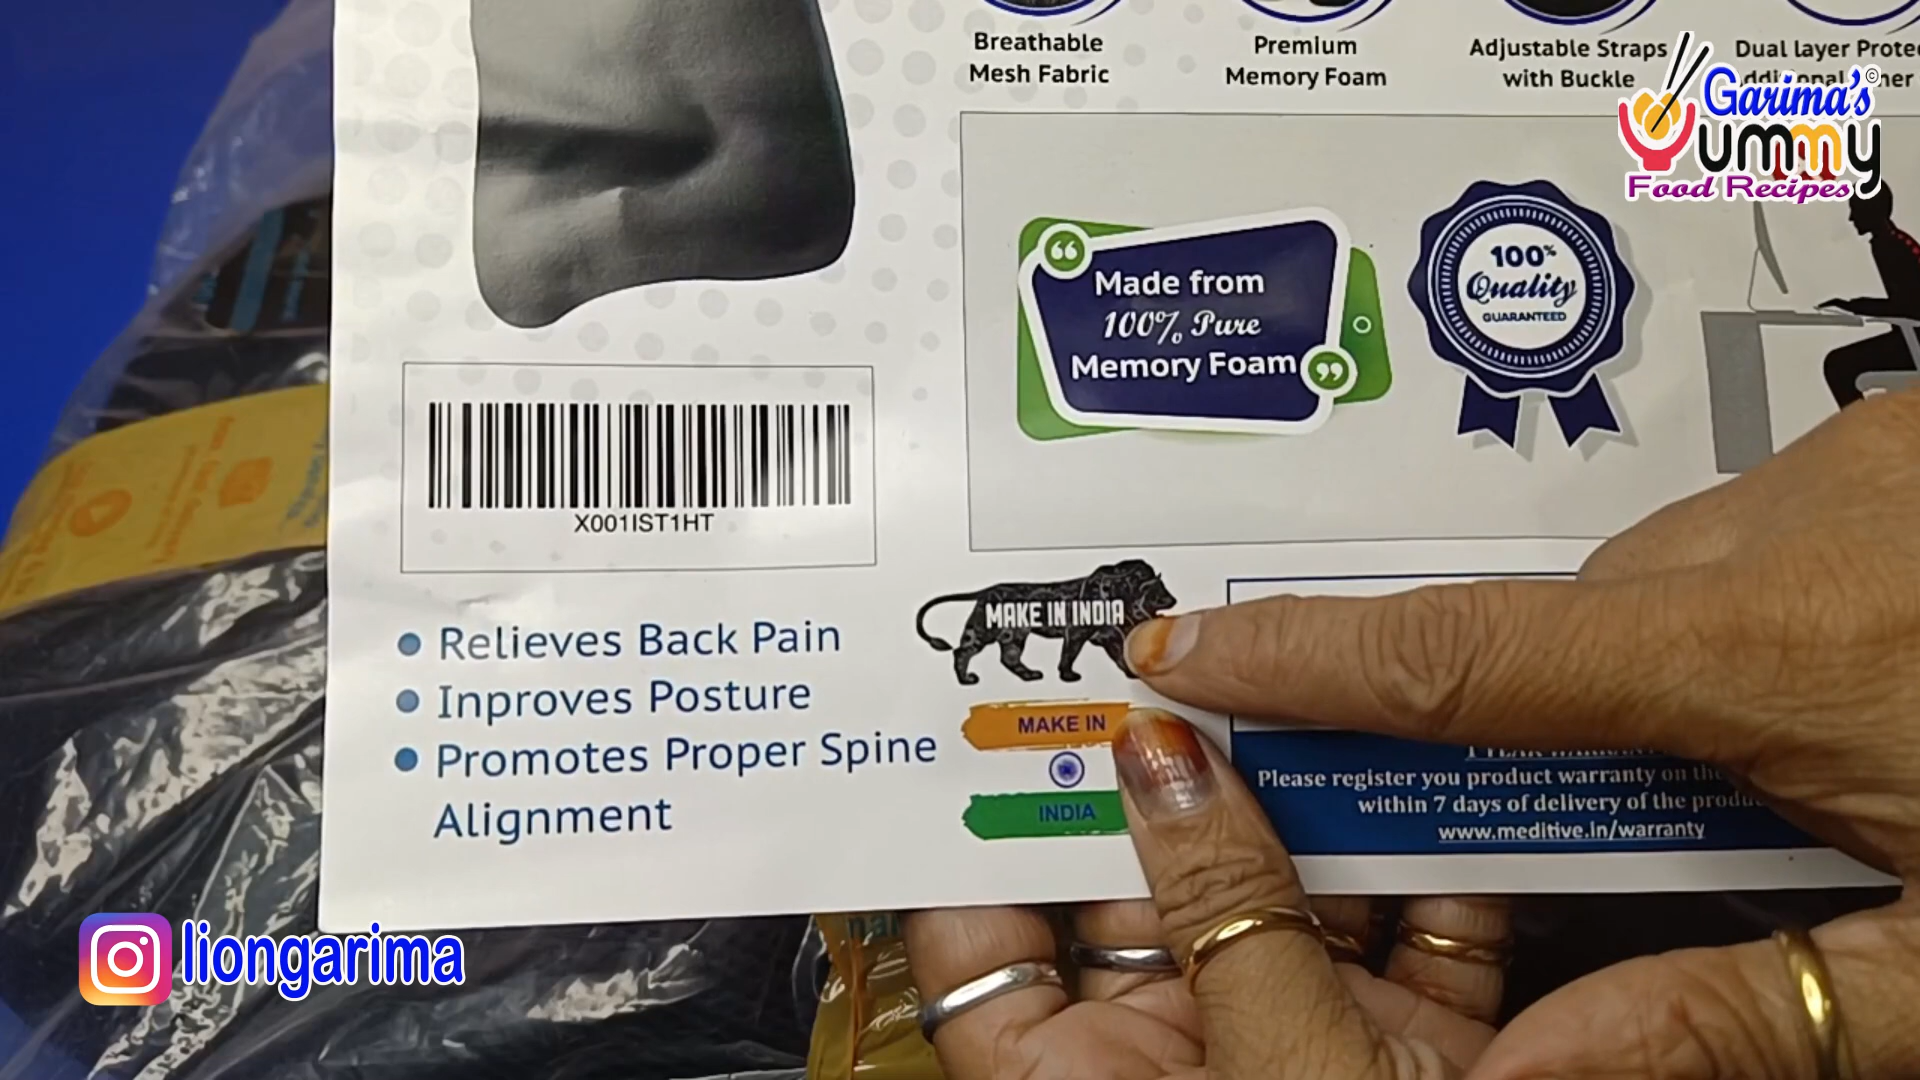 Breathable
Mesh Fabric
Premium
Memory Foam
Adjustable Straps
with Buckle
Dual layer
Garima's
Yummy
Food Recipes
©
“
Made from
100% Pure
Memory Foam
”
100%
Quality
GUARANTEED
X001IST1HT
MAKE IN INDIA
• Relieves Back Pain
• Inproves Posture
• Promotes Proper Spine
Alignment
MAKE IN
INDIA
Please register you product warranty on
within 7 days of delivery of the
www.meditive.in/warranty
liongarima